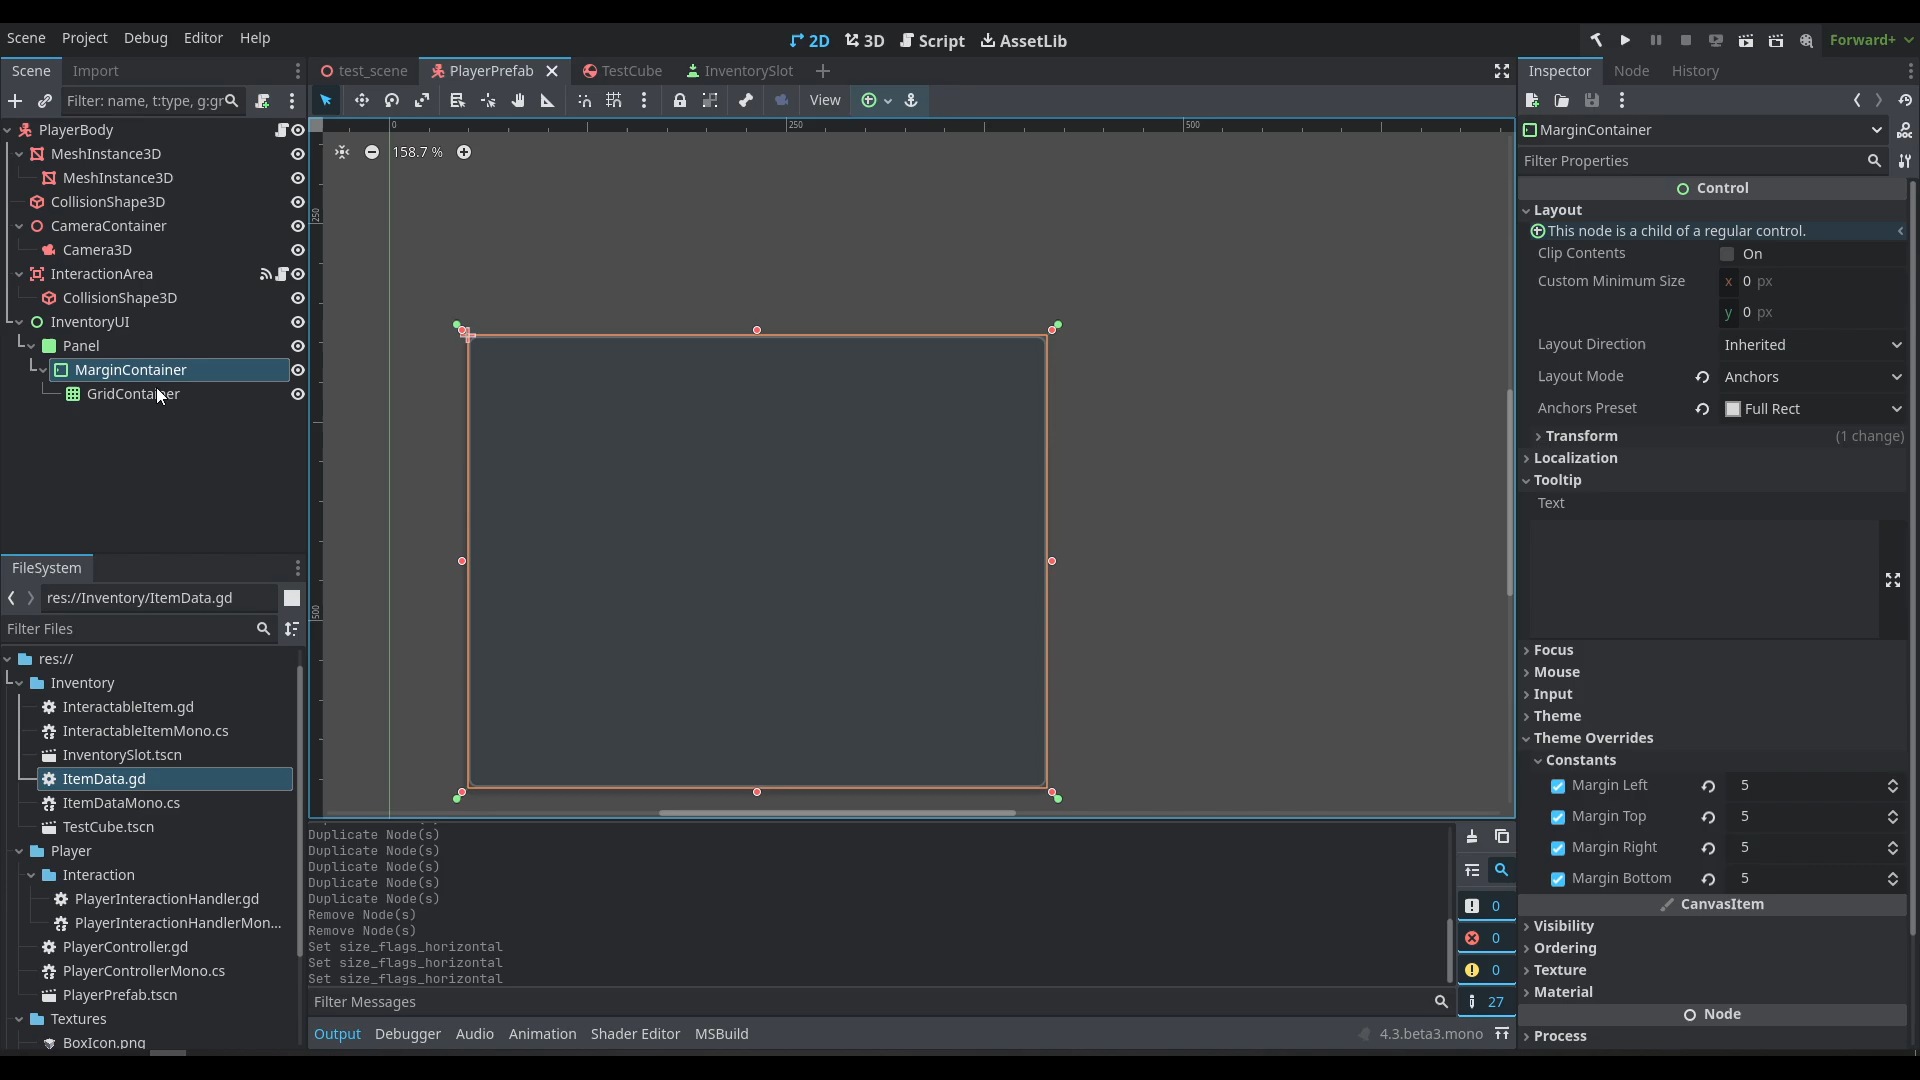 Scene Project Debug Editor Help
2D 3D Script AssetLib
Forward+
Scene Import
test_scene PlayerPrefab TestCube InventorySlot
Inspector Node History
Filter: name, t:type, g:gr
View
PlayerBody
MeshInstance3D
MeshInstance3D
CollisionShape3D
CameraContainer
Camera3D
InteractionArea
CollisionShape3D
InventoryUI
Panel
MarginContainer
GridContainer
FileSystem
res://Inventory/ItemData.gd
Filter Files
res://
Inventory
InteractableItem.gd
InteractableItemMono.cs
InventorySlot.tscn
ItemData.gd
ItemDataMono.cs
TestCube.tscn
Player
Interaction
PlayerInteractionHandler.gd
PlayerInteractionHandlerMon...
PlayerController.gd
PlayerControllerMono.cs
PlayerPrefab.tscn
Textures
BoxIcon.png
0 250 500
158.7 %
250
500
Duplicate Node(s)
Duplicate Node(s)
Duplicate Node(s)
Duplicate Node(s)
Duplicate Node(s)
Remove Node(s)
Remove Node(s)
Set size_flags_horizontal
Set size_flags_horizontal
Set size_flags_horizontal
Filter Messages
0
0
0
27
Output Debugger Audio Animation Shader Editor MSBuild
4.3.beta3.mono
MarginContainer
Filter Properties
Control
Layout
This node is a child of a regular control.
Clip Contents On
Custom Minimum Size x 0 px
y 0 px
Layout Direction Inherited
Layout Mode Anchors
Anchors Preset Full Rect
Transform (1 change)
Localization
Tooltip
Text
Focus
Mouse
Input
Theme
Theme Overrides
Constants
Margin Left 5
Margin Top 5
Margin Right 5
Margin Bottom 5
CanvasItem
Visibility
Ordering
Texture
Material
Node
Process